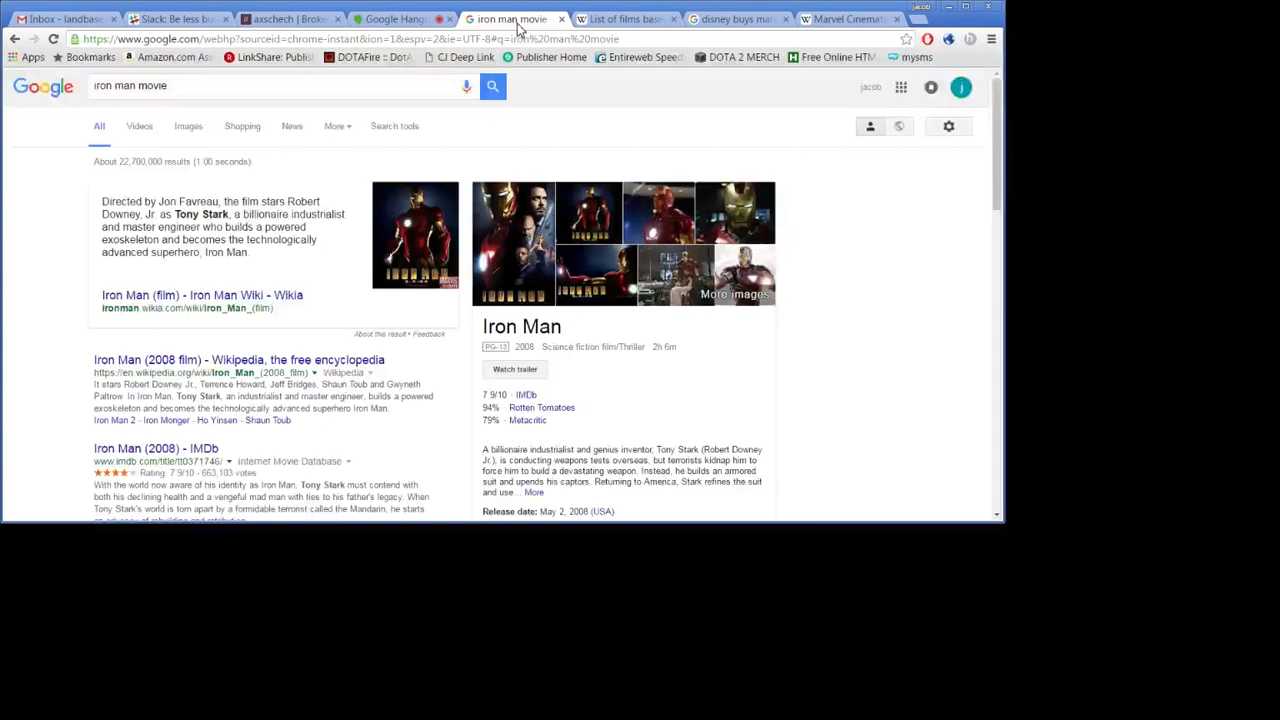 jacob
Inbox - landbase
Slack: Be less bu
axschech | Broke
Google Hang
iron man movie
List of films base
disney buys mar
Marvel Cinemati
https://www.google.com/webhp?sourceid=chrome-instant&ion=1&espv=2&ie=UTF-8#q=iron%20man%20movie
Apps
Bookmarks
Amazon.com Ass
LinkShare: Publis
DOTAFire :: DotA
CJ Deep Link
Publisher Home
Entireweb Speed
DOTA 2 MERCH
Free Online HTM
mysms
Google
iron man movie
jacob
j
All Videos Images Shopping News More Search tools
About 22,700,000 results (1.00 seconds)
Directed by Jon Favreau, the film stars Robert
Downey, Jr. as Tony Stark, a billionaire industrialist
and master engineer who builds a powered
exoskeleton and becomes the technologically
advanced superhero, Iron Man.
Iron Man (film) - Iron Man Wiki - Wikia
ironman.wikia.com/wiki/Iron_Man_(film)
IRON MAN
About this result • Feedback
Iron Man (2008 film) - Wikipedia, the free encyclopedia
https://en.wikipedia.org/wiki/Iron_Man_(2008_film) Wikipedia
It stars Robert Downey Jr., Terrence Howard, Jeff Bridges, Shaun Toub and Gwyneth
Paltrow. In Iron Man, Tony Stark, an industrialist and master engineer, builds a powered
exoskeleton and becomes the technologically advanced superhero Iron Man.
Iron Man 2 - Iron Monger - Ho Yinsen - Shaun Toub
Iron Man (2008) - IMDb
www.imdb.com/title/tt0371746/ Internet Movie Database
Rating: 7.9/10 - 663,103 votes
With the world now aware of his identity as Iron Man, Tony Stark must contend with
both his declining health and a vengeful mad man with ties to his father's legacy. When
Tony Stark's world is torn apart by a formidable terrorist called the Mandarin, he starts
an odyssey of rebuilding and retribution.
IRON MAN
More images
Iron Man
PG-13 2008 Science fiction film/Thriller 2h 6m
Watch trailer
7.9/10 · IMDb
94% Rotten Tomatoes
79% Metacritic
A billionaire industrialist and genius inventor, Tony Stark (Robert Downey
Jr.), is conducting weapons tests overseas, but terrorists kidnap him to
force him to build a devastating weapon. Instead, he builds an armored
suit and upends his captors. Returning to America, Stark refines the suit
and use... More
Release date: May 2, 2008 (USA)